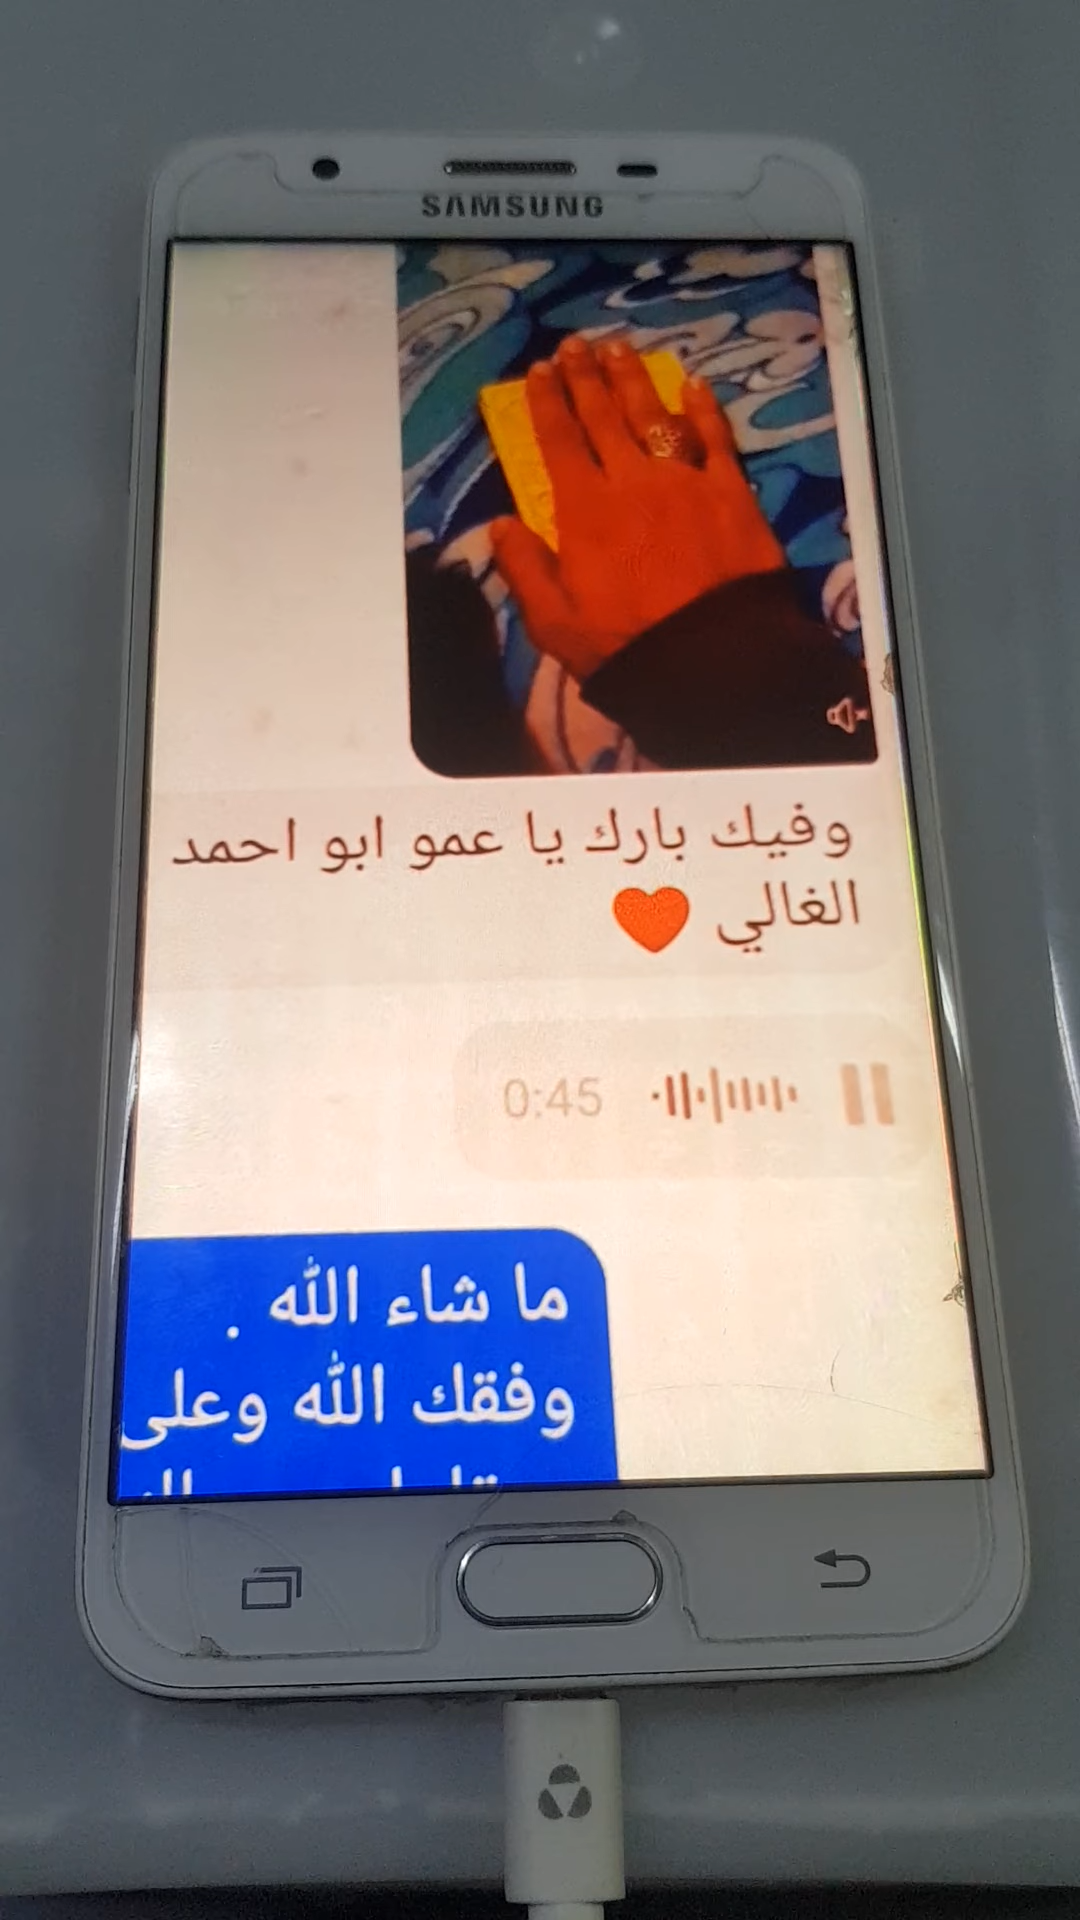 SAMSUNG
وفيك بارك يا عمو ابو احمد
الغالي ❤️
0:45
ما شاء الله .
وفقك الله وعلى